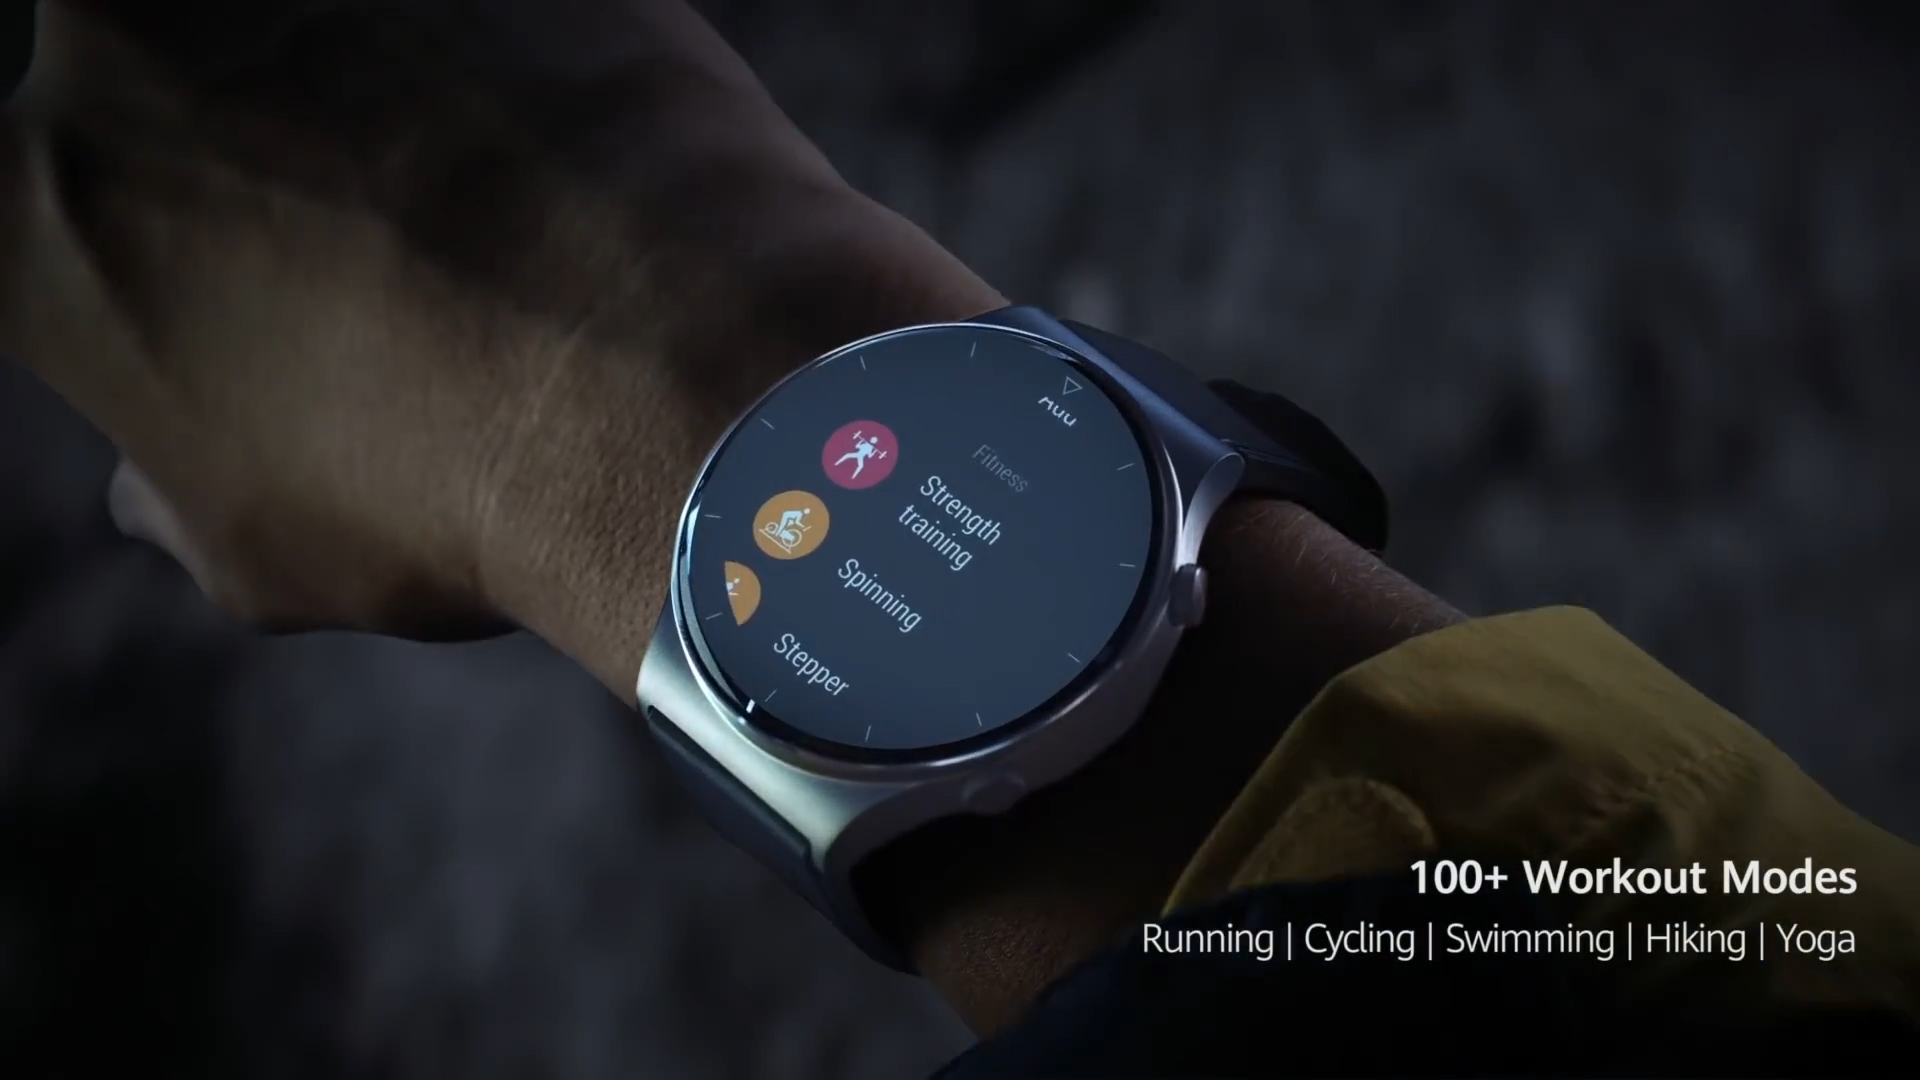 Fitness
Strength
training
Spinning
Stepper
100+ Workout Modes
Running | Cycling | Swimming | Hiking | Yoga